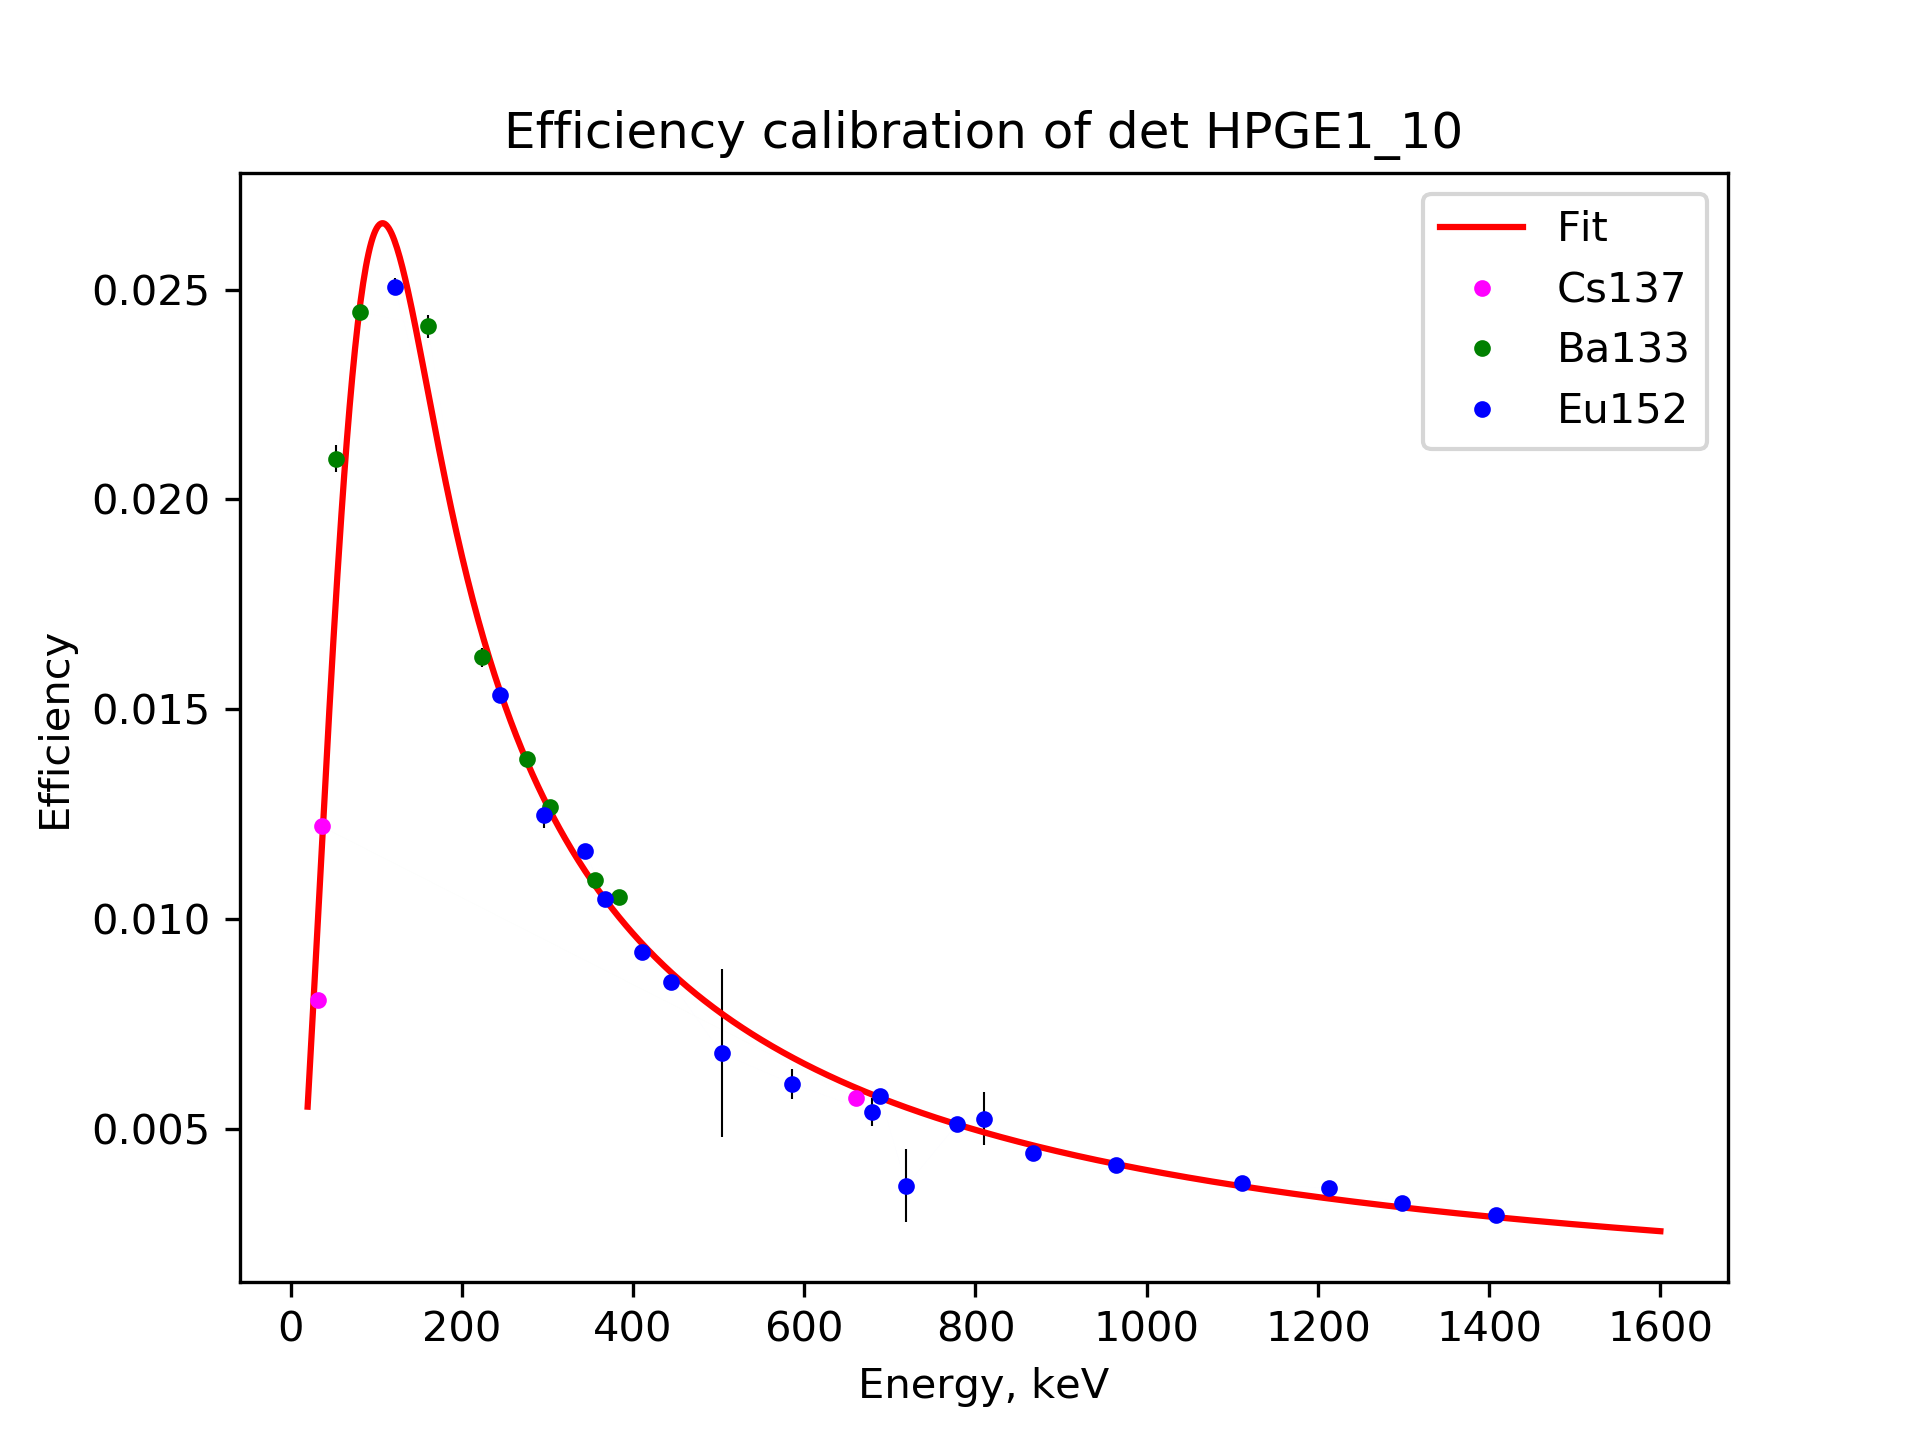 Efficiency calibration of det HPGE1_10
Fit
Cs137
Ba133
Eu152
0.025
0.020
0.015
0.010
0.005
Efficiency
0 200 400 600 800 1000 1200 1400 1600
Energy, keV